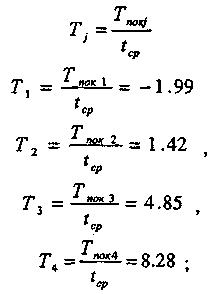 T_j = T_покj / t_ср
T_1 = T_пок 1 / t_ср = −1.99
T_2 = T_пок 2 / t_ср = 1.42 ,
T_3 = T_пок 3 / t_ср = 4.85 ,
T_4 = T_пок4 / t_ср = 8.28 ;